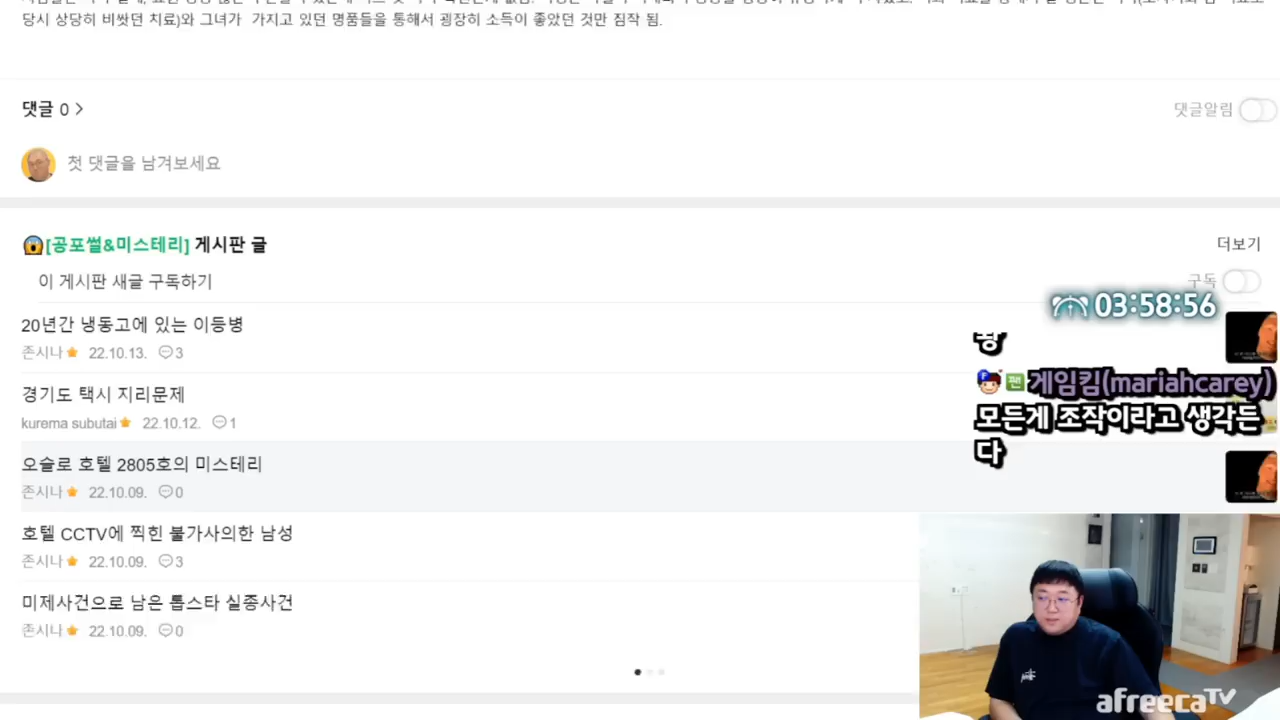 당시 상당히 비쌌던 치료)와 그녀가 가지고 있던 명품들을 통해서 굉장히 소득이 좋았던 것만 짐작 됨.
댓글 0 >
댓글알림
첫 댓글을 남겨보세요
[공포썰&미스테리] 게시판 글
더보기
이 게시판 새글 구독하기
구독
03:58:56
20년간 냉동고에 있는 이등병
존시나 22.10.13. 3
경기도 택시 지리문제
kurema subutai 22.10.12. 1
오슬로 호텔 2805호의 미스테리
존시나 22.10.09. 0
호텔 CCTV에 찍힌 불가사의한 남성
존시나 22.10.09. 3
미제사건으로 남은 톱스타 실종사건
존시나 22.10.09. 0
F 팬 게임킴(mariahcarey)
모든게 조작이라고 생각든
다
afreecaTV